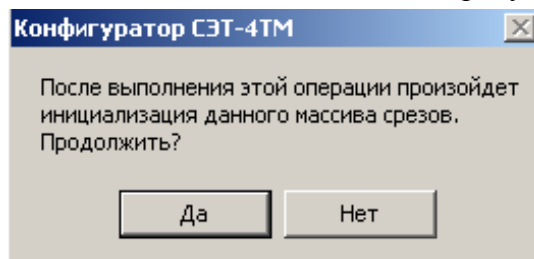 Конфигуратор СЭТ-4ТМ
После выполнения этой операции произойдет
инициализация данного массива срезов.
Продолжить?
Да
Нет